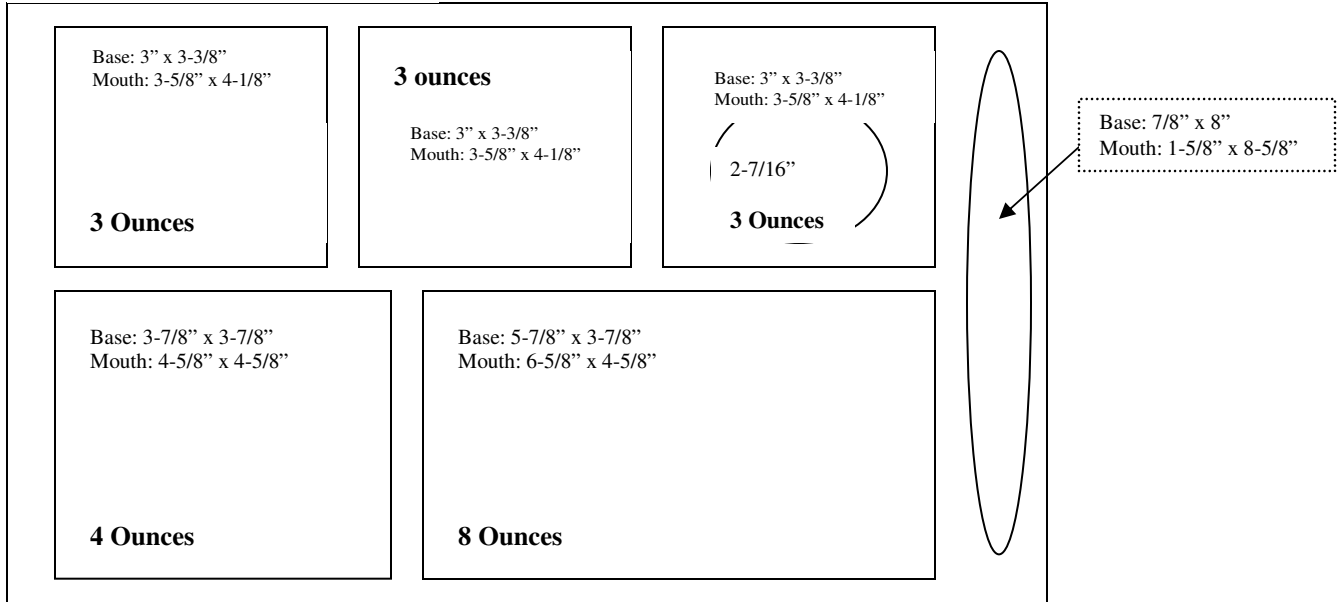 Base: 3” x 3-3/8”
Mouth: 3-5/8” x 4-1/8”
3 Ounces
3 ounces
Base: 3” x 3-3/8”
Mouth: 3-5/8” x 4-1/8”
Base: 3” x 3-3/8”
Mouth: 3-5/8” x 4-1/8”
2-7/16”
3 Ounces
Base: 7/8” x 8”
Mouth: 1-5/8” x 8-5/8”
Base: 3-7/8” x 3-7/8”
Mouth: 4-5/8” x 4-5/8”
4 Ounces
Base: 5-7/8” x 3-7/8”
Mouth: 6-5/8” x 4-5/8”
8 Ounces